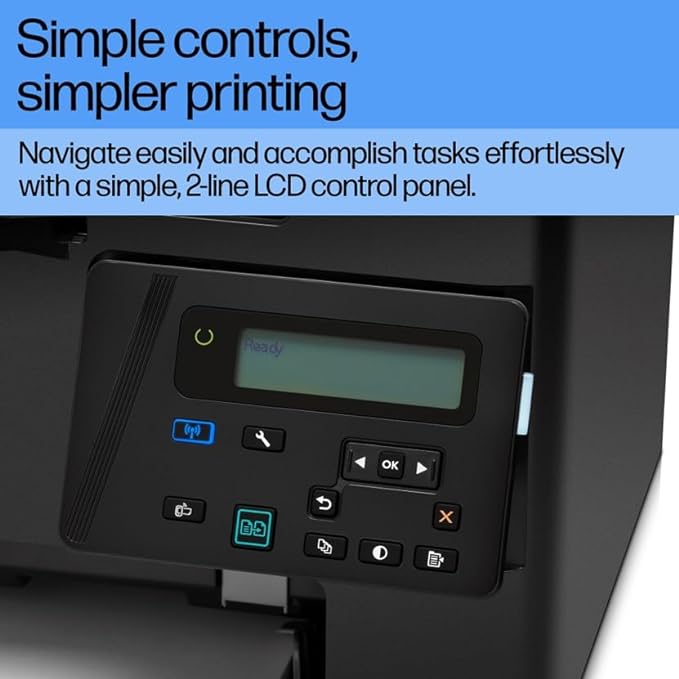 Simple controls,
simpler printing
Navigate easily and accomplish tasks effortlessly
with a simple, 2-line LCD control panel.
Ready
OK